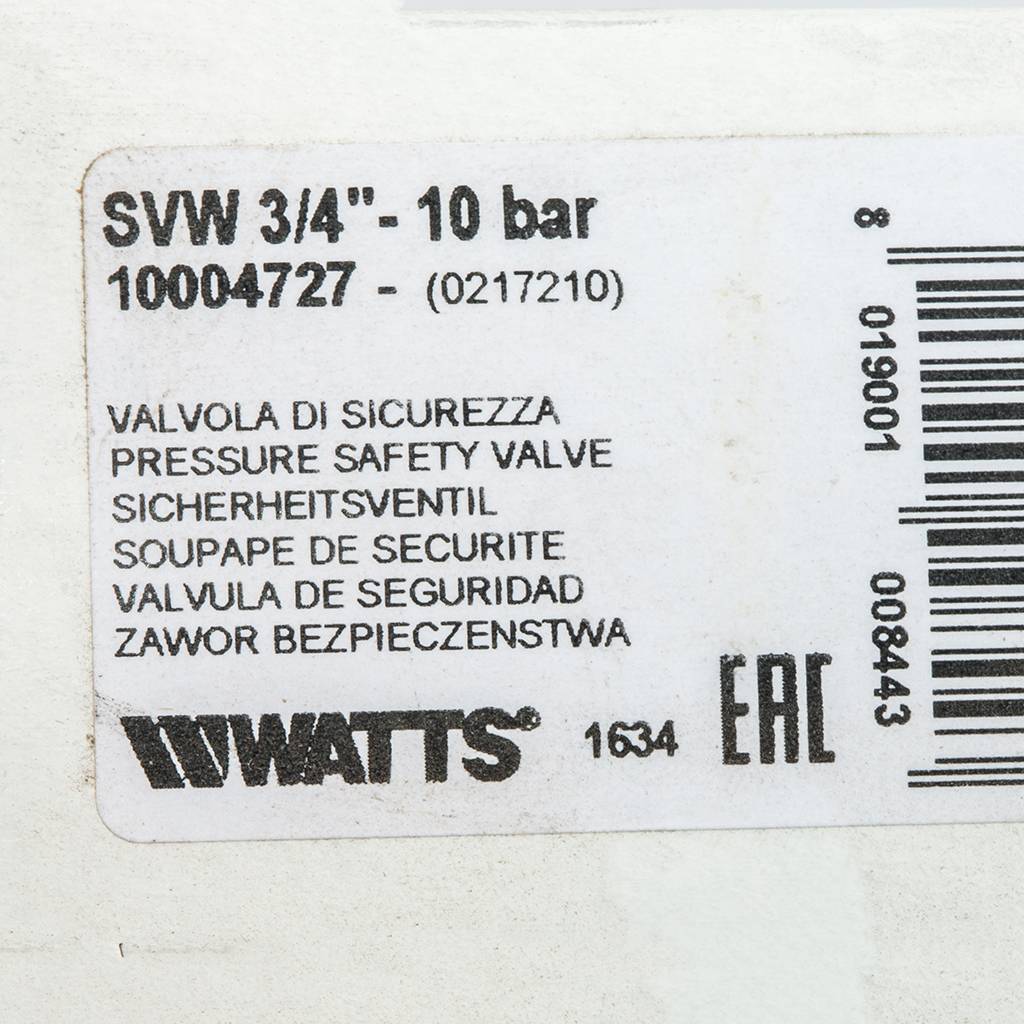 SVW 3/4"- 10 bar
10004727 - (0217210)
VALVOLA DI SICUREZZA
PRESSURE SAFETY VALVE
SICHERHEITSVENTIL
SOUPAPE DE SECURITE
VALVULA DE SEGURIDAD
ZAWOR BEZPIECZENSTWA
WATTS® 1634 EAC
8 019001 008443